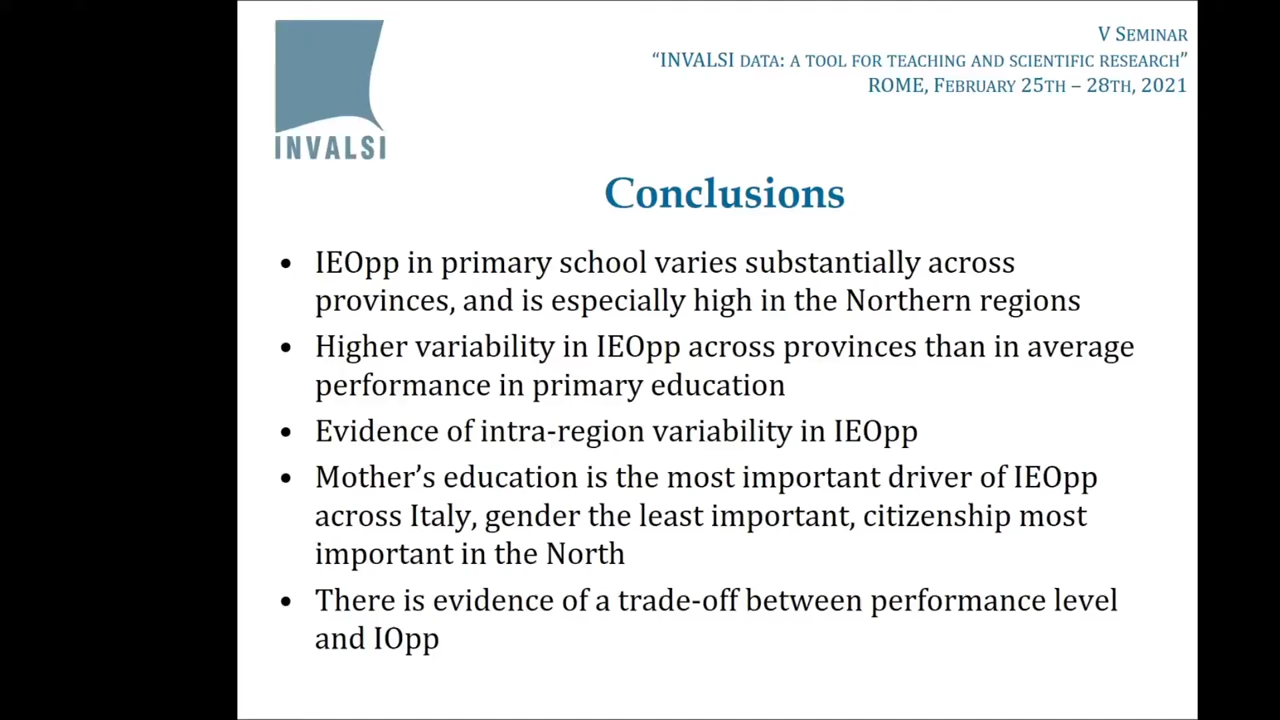 V SEMINAR
“INVALSI DATA: A TOOL FOR TEACHING AND SCIENTIFIC RESEARCH”
ROME, FEBRUARY 25TH – 28TH, 2021
INVALSI
Conclusions
• IEOpp in primary school varies substantially across
provinces, and is especially high in the Northern regions
• Higher variability in IEOpp across provinces than in average
performance in primary education
• Evidence of intra-region variability in IEOpp
• Mother’s education is the most important driver of IEOpp
across Italy, gender the least important, citizenship most
important in the North
• There is evidence of a trade-off between performance level
and IOpp